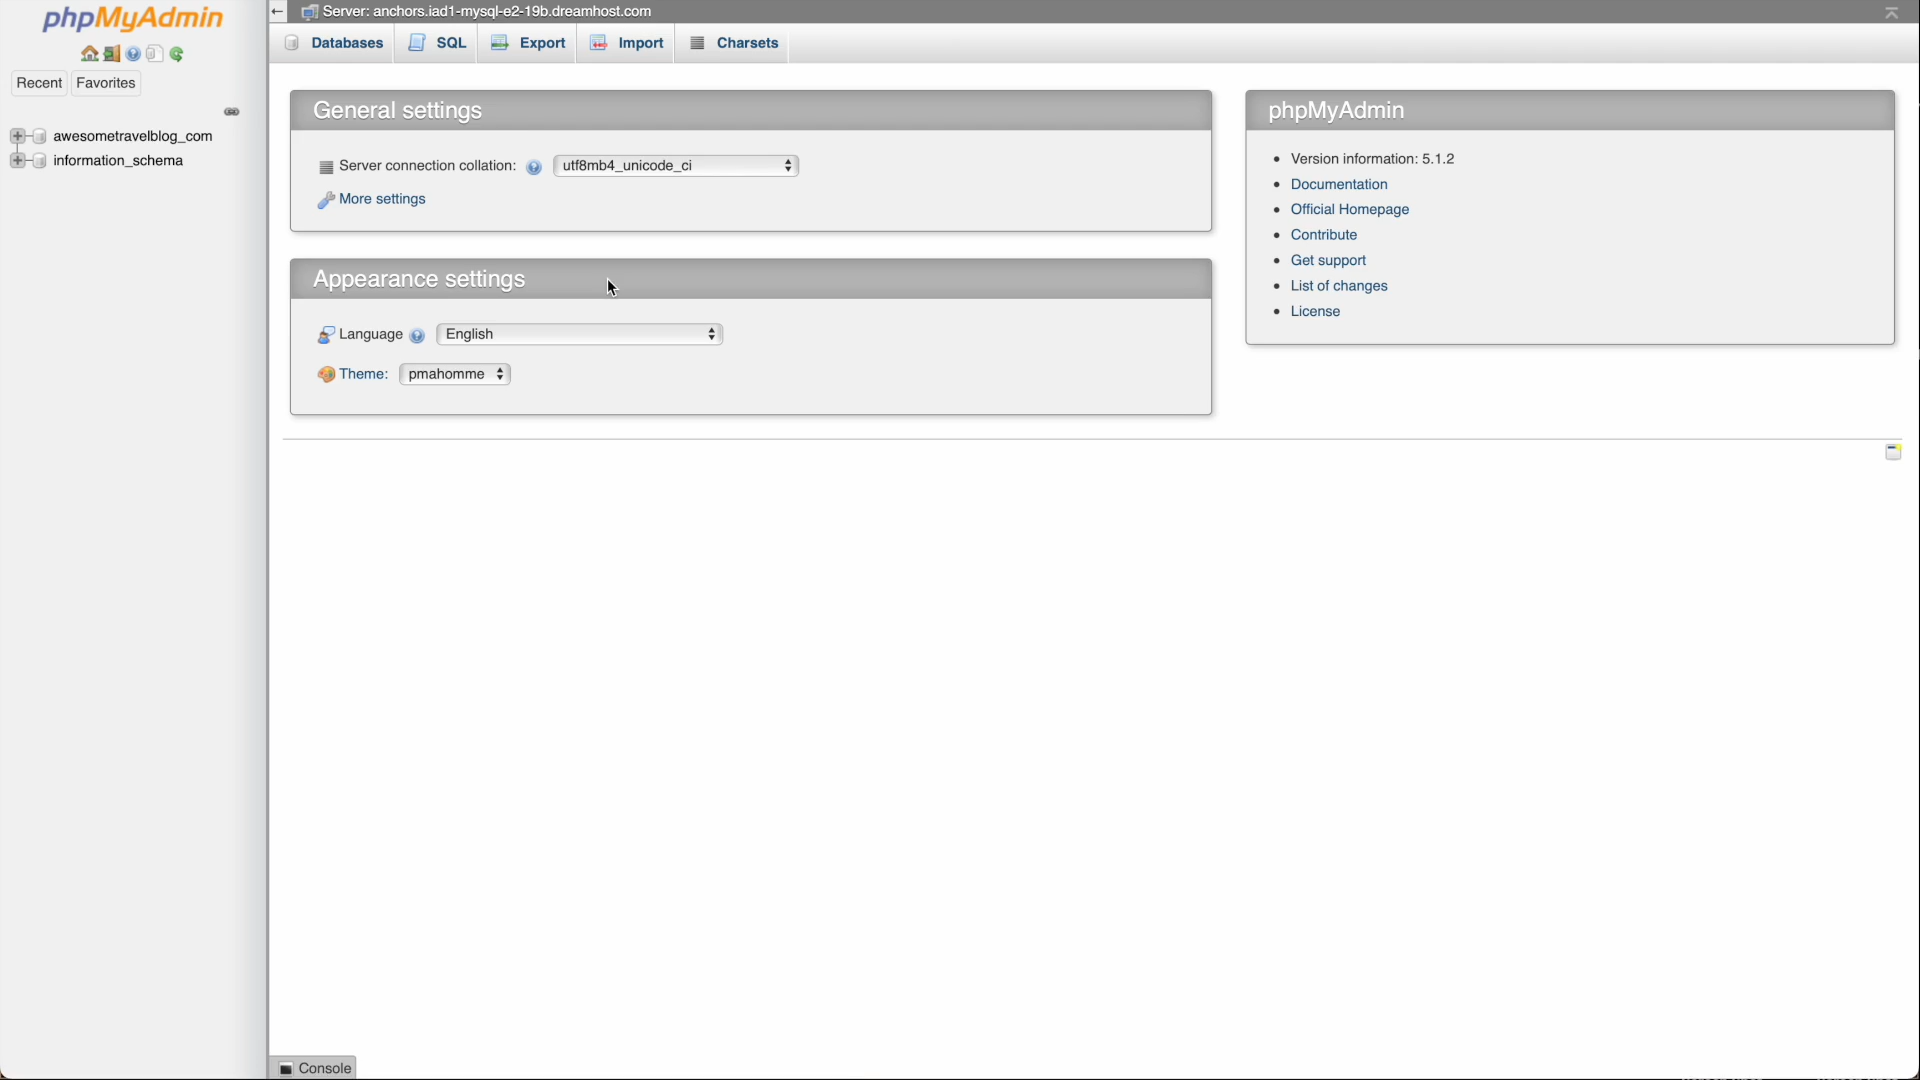 phpMyAdmin
Recent Favorites
awesometravelblog_com
information_schema
Server: anchors.iad1-mysql-e2-19b.dreamhost.com
Databases SQL Export Import Charsets
General settings
Server connection collation: utf8mb4_unicode_ci
More settings
Appearance settings
Language English
Theme: pmahomme
phpMyAdmin
Version information: 5.1.2
Documentation
Official Homepage
Contribute
Get support
List of changes
License
Console